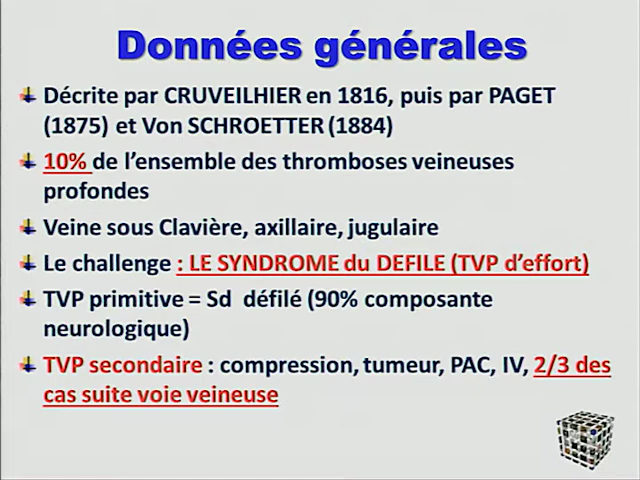 Données générales
Décrite par CRUVEILHIER en 1816, puis par PAGET
(1875) et Von SCHROETTER (1884)
10% de l'ensemble des thromboses veineuses
profondes
Veine sous Clavière, axillaire, jugulaire
Le challenge : LE SYNDROME du DEFILE (TVP d'effort)
TVP primitive = Sd défilé (90% composante
neurologique)
TVP secondaire : compression, tumeur, PAC, IV, 2/3 des
cas suite voie veineuse